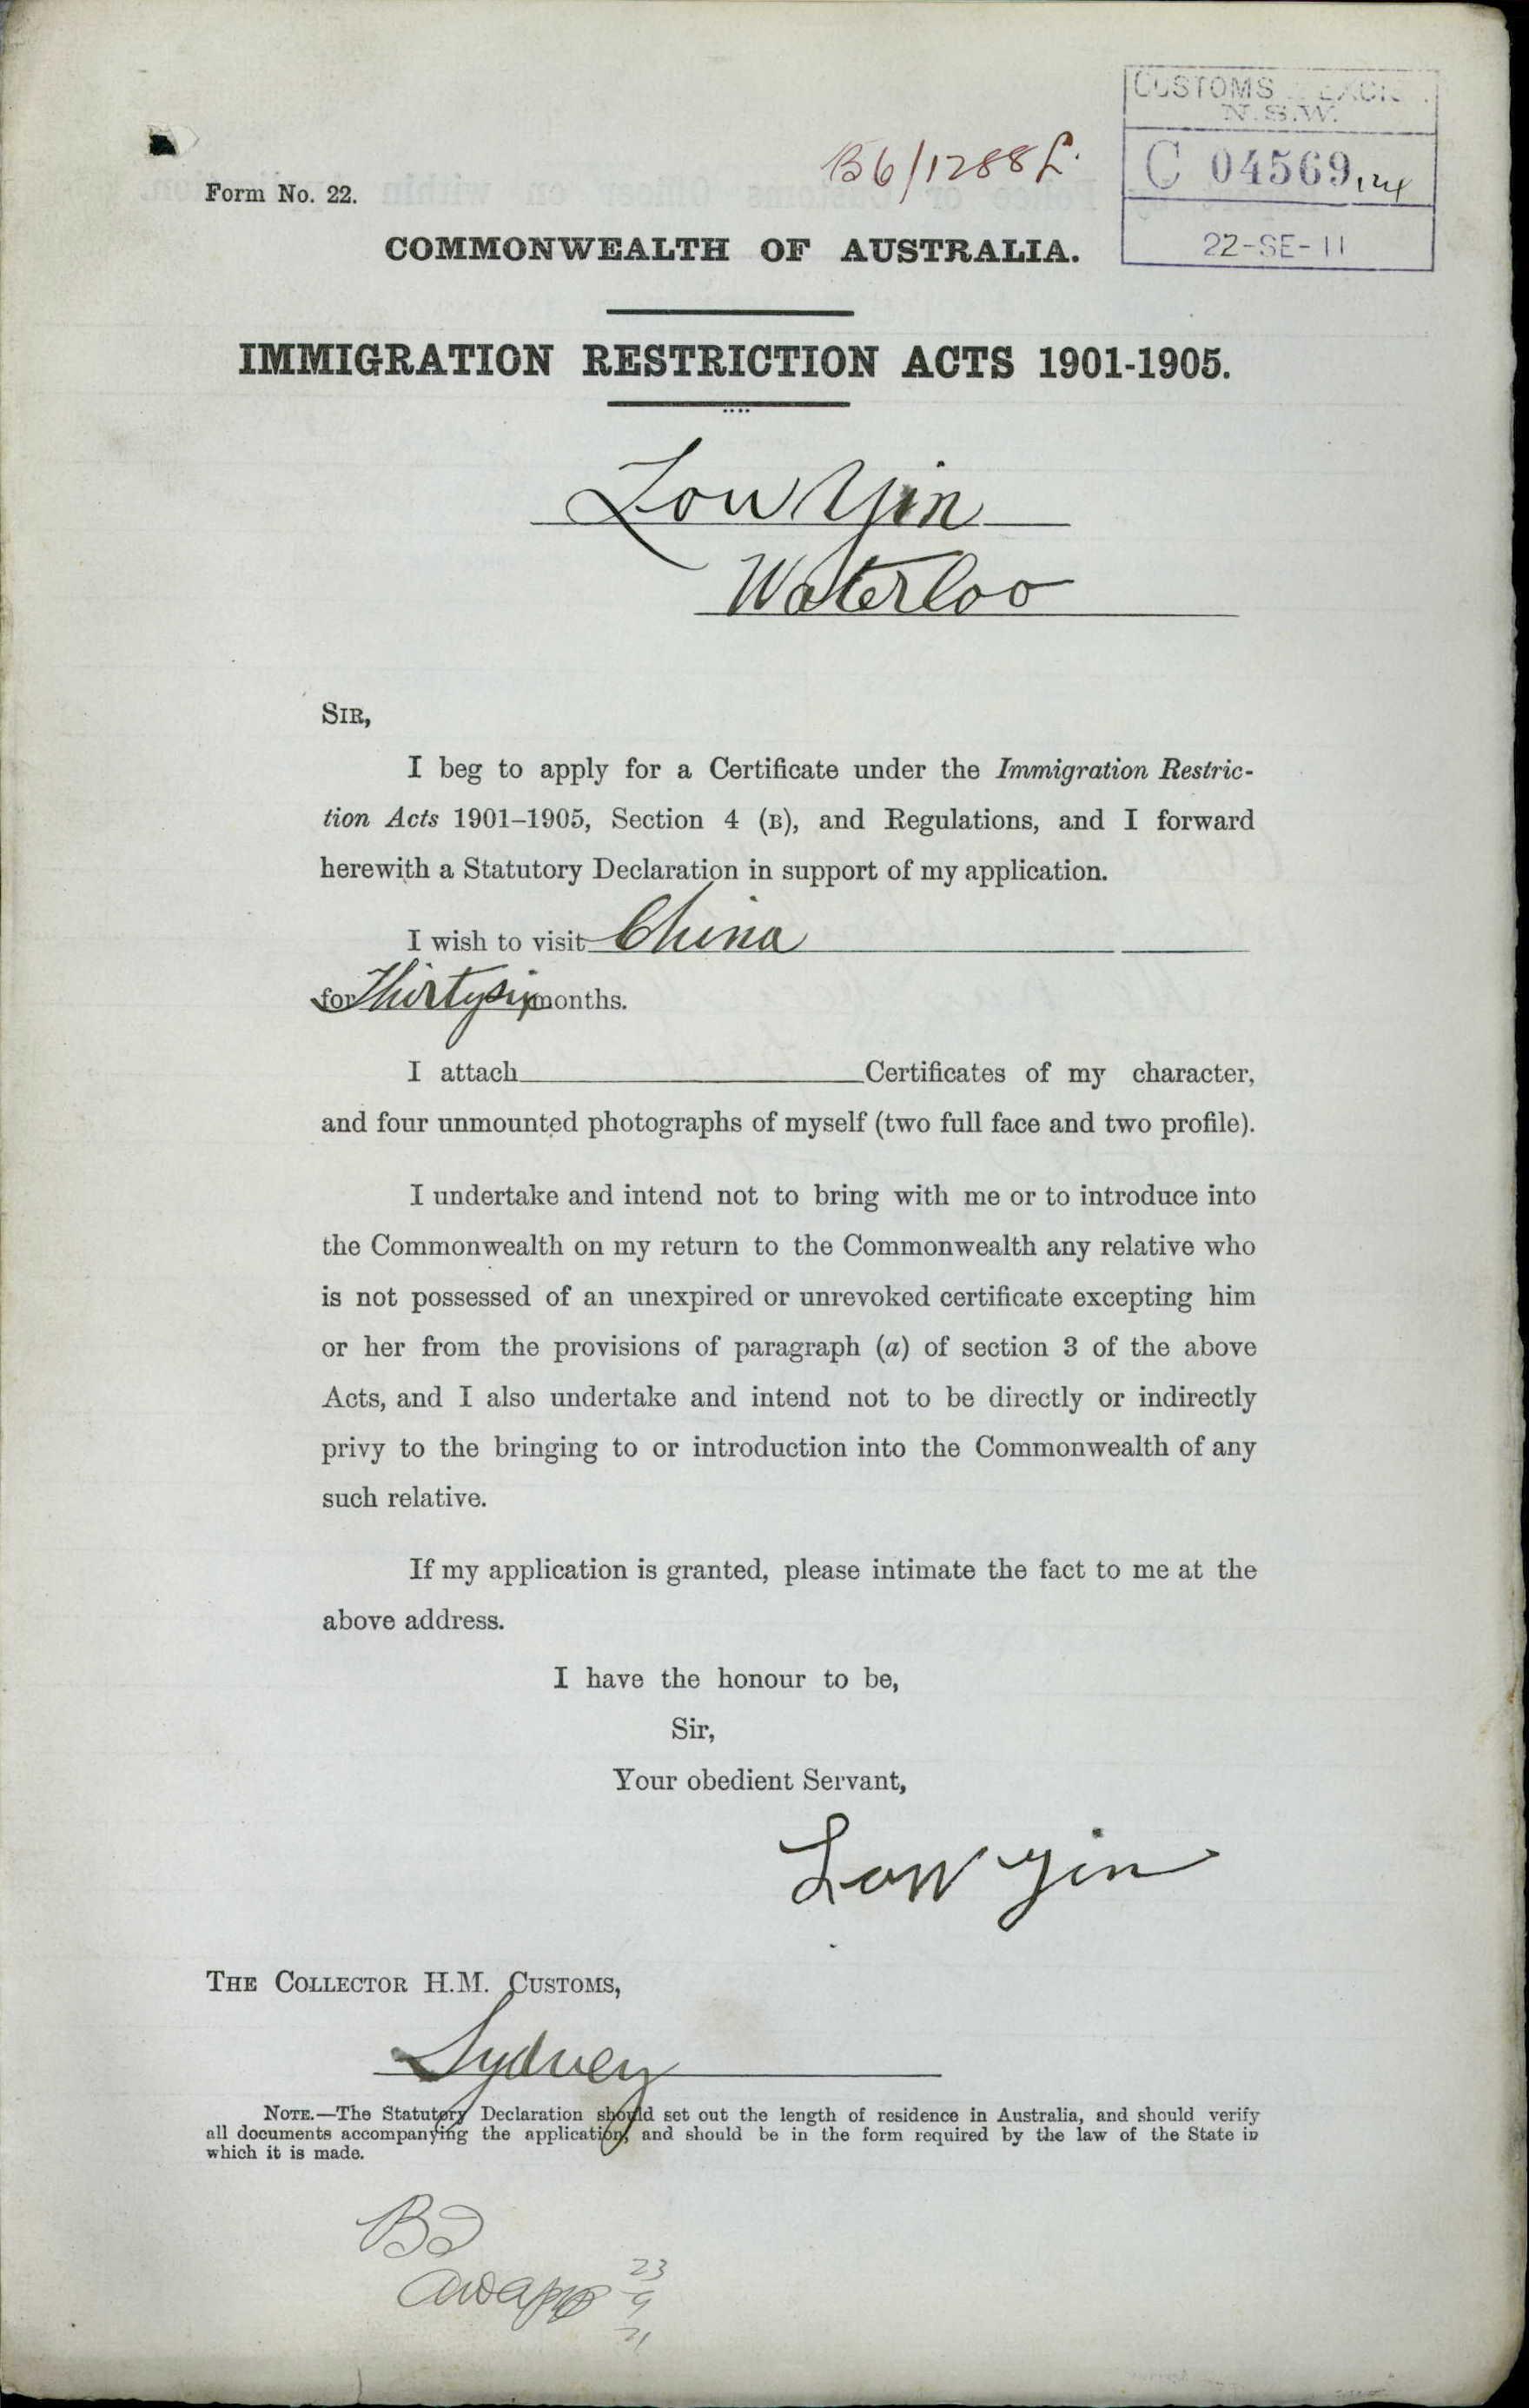 CUSTOMS
N.S.W.
B6/1288 L.
C 04569
Form No. 22.
COMMONWEALTH OF AUSTRALIA.
22-SE-11
IMMIGRATION RESTRICTION ACTS 1901-1905.
Low Yin
Waterloo
SIR,
I beg to apply for a Certificate under the Immigration Restric-
tion Acts 1901–1905, Section 4 (B), and Regulations, and I forward
herewith a Statutory Declaration in support of my application.
I wish to visit China
for Thirty six months.
I attach Certificates of my character,
and four unmounted photographs of myself (two full face and two profile).
I undertake and intend not to bring with me or to introduce into
the Commonwealth on my return to the Commonwealth any relative who
is not possessed of an unexpired or unrevoked certificate excepting him
or her from the provisions of paragraph (a) of section 3 of the above
Acts, and I also undertake and intend not to be directly or indirectly
privy to the bringing to or introduction into the Commonwealth of any
such relative.
If my application is granted, please intimate the fact to me at the
above address.
I have the honour to be,
Sir,
Your obedient Servant,
Low Yin
THE COLLECTOR H.M. CUSTOMS,
Sydney
NOTE.—The Statutory Declaration should set out the length of residence in Australia, and should verify
all documents accompanying the application, and should be in the form required by the law of the State in
which it is made.
23
9
11